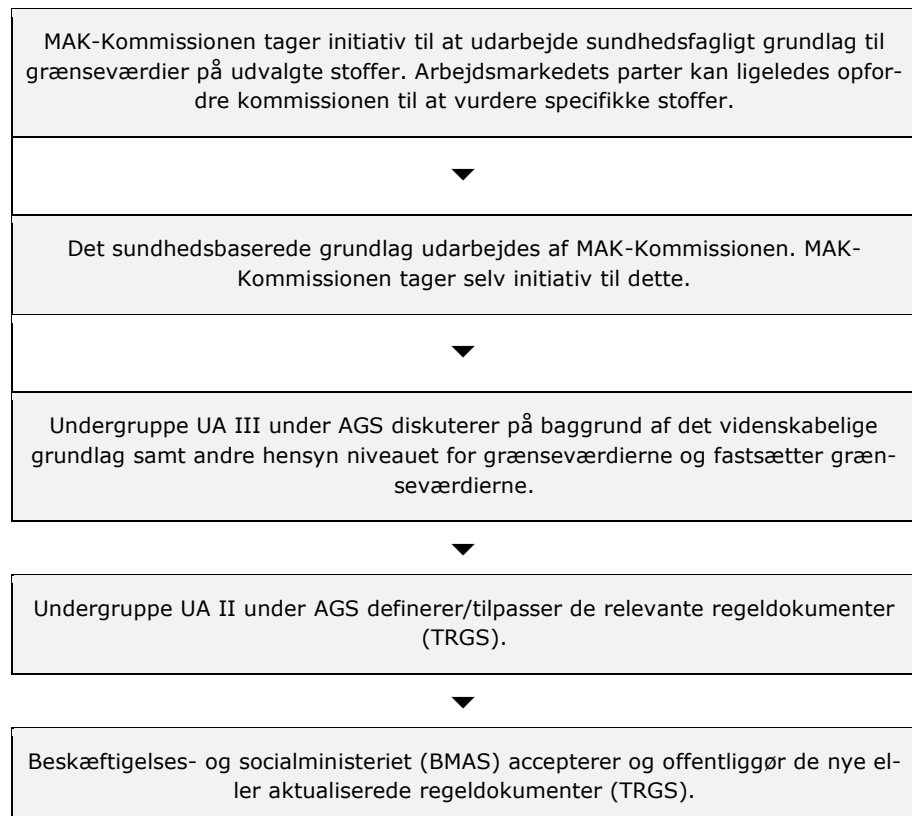 MAK-Kommissionen tager initiativ til at udarbejde sundhedsfagligt grundlag til
grænseværdier på udvalgte stoffer. Arbejdsmarkedets parter kan ligeledes opfor-
dre kommissionen til at vurdere specifikke stoffer.
Det sundhedsbaserede grundlag udarbejdes af MAK-Kommissionen. MAK-
Kommissionen tager selv initiativ til dette.
Undergruppe UA III under AGS diskuterer på baggrund af det videnskabelige
grundlag samt andre hensyn niveauet for grænseværdierne og fastsætter græn-
seværdierne.
Undergruppe UA II under AGS definerer/tilpasser de relevante regeldokumenter
(TRGS).
Beskæftigelses- og socialministeriet (BMAS) accepterer og offentliggør de nye el-
ler aktualiserede regeldokumenter (TRGS).